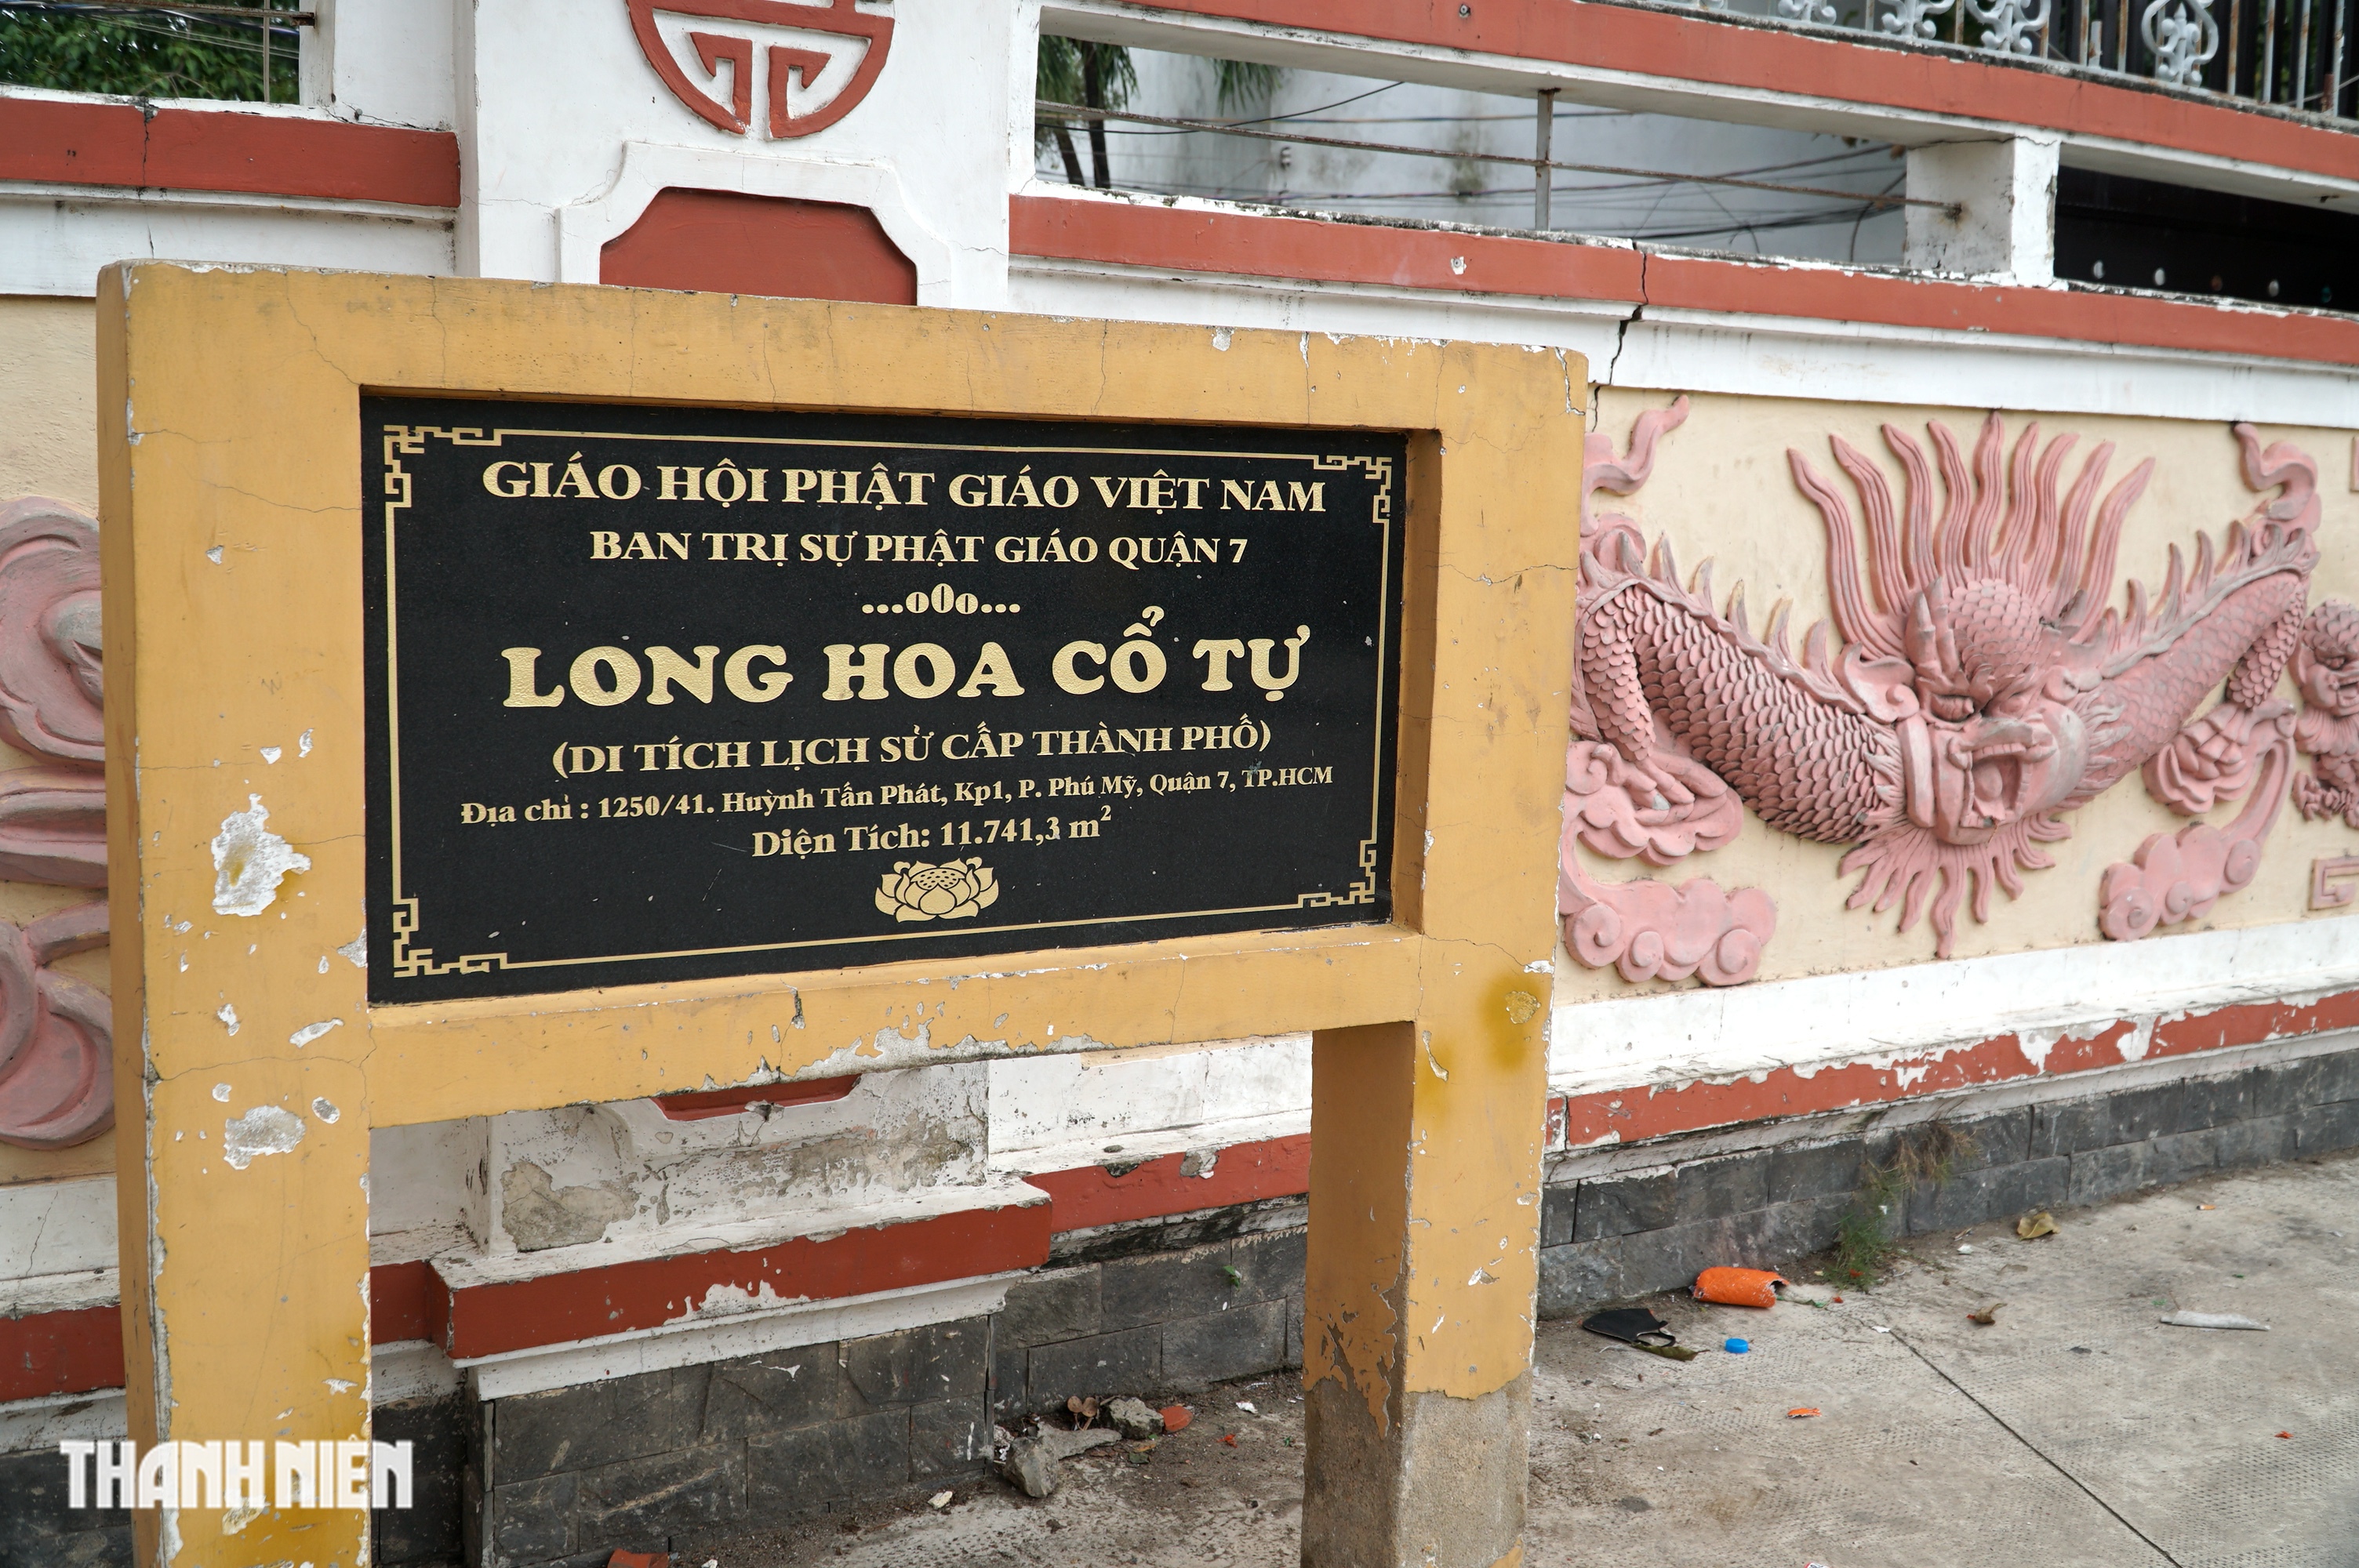 GIÁO HỘI PHẬT GIÁO VIỆT NAM
BAN TRỊ SỰ PHẬT GIÁO QUẬN 7
...o0o...
LONG HOA CỔ TỰ
(DI TÍCH LỊCH SỬ CẤP THÀNH PHỐ)
Địa chỉ : 1250/41. Huỳnh Tấn Phát, Kp1, P. Phú Mỹ, Quận 7, TP.HCM
Diện Tích: 11.741,3 m²
THANH NIÊN